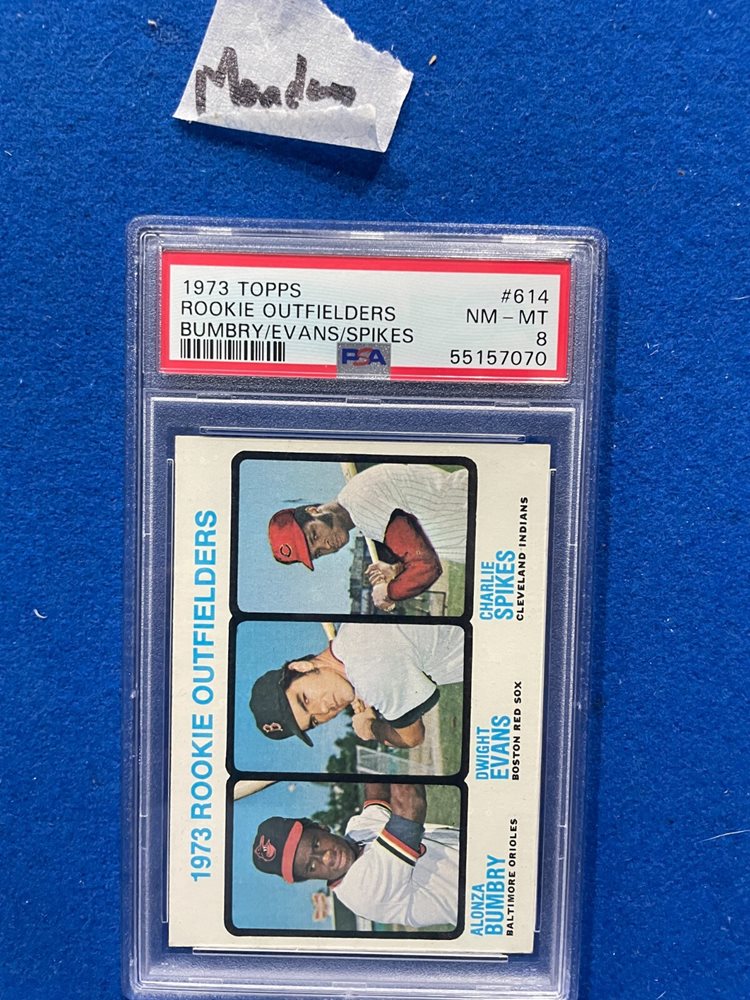 1973 TOPPS
ROOKIE OUTFIELDERS
BUMBRY/EVANS/SPIKES
#614
NM – MT
8
55157070
PSA
1973 ROOKIE OUTFIELDERS
CHARLIE
SPIKES
CLEVELAND INDIANS
DWIGHT
EVANS
BOSTON RED SOX
ALONZA
BUMBRY
BALTIMORE ORIOLES